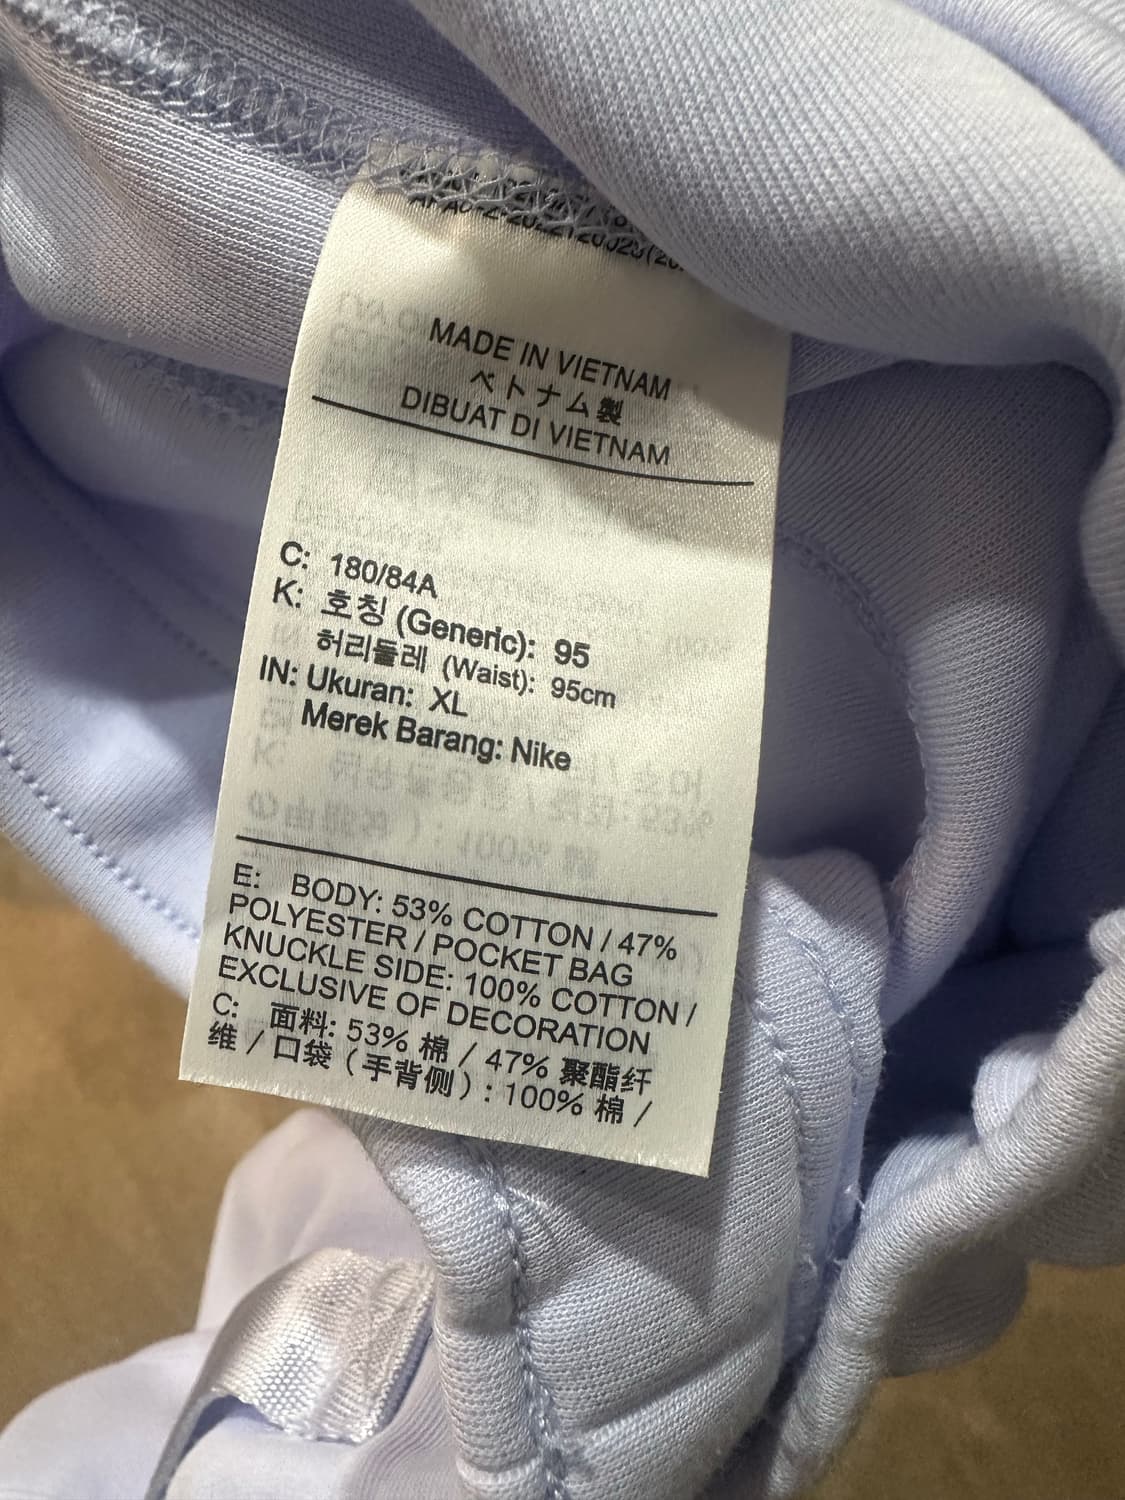 MADE IN VIETNAM
ベトナム製
DIBUAT DI VIETNAM
C: 180/84A
K: 호칭 (Generic): 95
허리둘레 (Waist): 95cm
IN: Ukuran: XL
Merek Barang: Nike
E: BODY: 53% COTTON / 47%
POLYESTER / POCKET BAG
KNUCKLE SIDE: 100% COTTON /
EXCLUSIVE OF DECORATION
C: 面料: 53% 棉 / 47% 聚酯纤
维 / 口袋 (手背侧) : 100% 棉 /